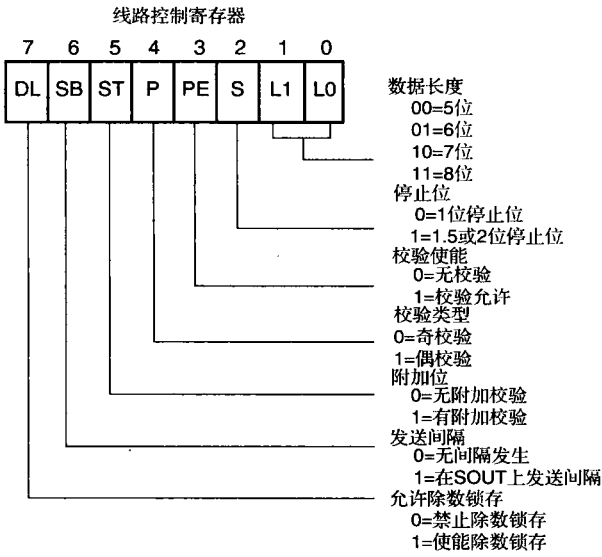 线路控制寄存器
7 6 5 4 3 2 1 0
DL SB ST P PE S L1 L0
数据长度
00=5位
01=6位
10=7位
11=8位
停止位
0=1位停止位
1=1.5或2位停止位
校验使能
0=无校验
1=校验允许
校验类型
0=奇校验
1=偶校验
附加位
0=无附加校验
1=有附加校验
发送间隔
0=无间隔发生
1=在SOUT上发送间隔
允许除数锁存
0=禁止除数锁存
1=使能除数锁存